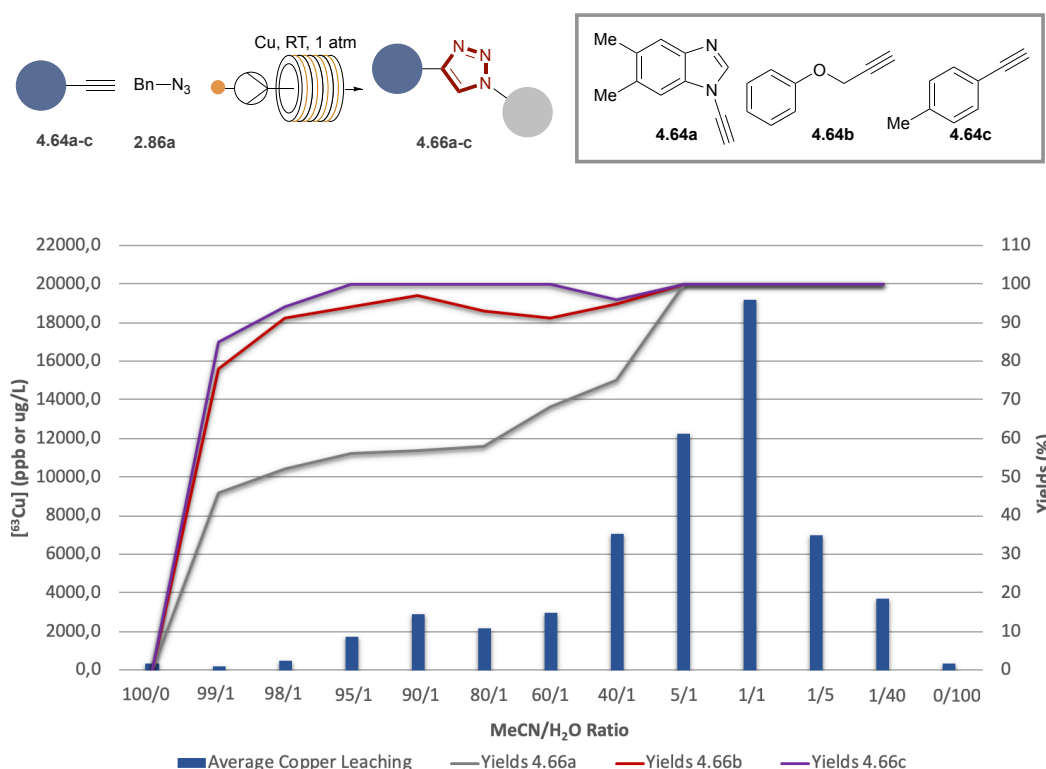 Cu, RT, 1 atm
Bn—N3
N
N
N
4.64a-c
2.86a
4.66a-c
Me
Me
N
N
4.64a
O
4.64b
Me
4.64c
22000,0
20000,0
18000,0
16000,0
14000,0
12000,0
10000,0
8000,0
6000,0
4000,0
2000,0
0,0
[⁶³Cu] (ppb or ug/L)
110
100
90
80
70
60
50
40
30
20
10
0
Yields (%)
100/0 99/1 98/1 95/1 90/1 80/1 60/1 40/1 5/1 1/1 1/5 1/40 0/100
MeCN/H₂O Ratio
Average Copper Leaching Yields 4.66a Yields 4.66b Yields 4.66c